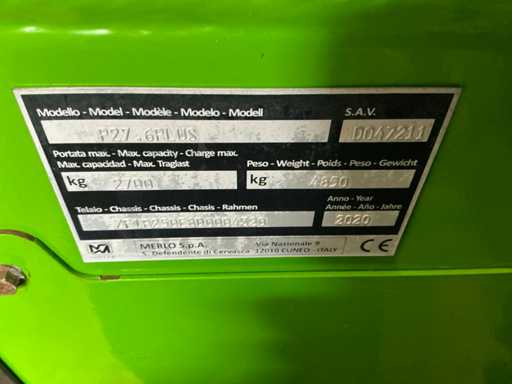 Modello - Model - Modèle - Modelo - Modell S.A.V.
P27.6PLUS D047211
Portata max. - Max. capacity - Charge max.
Max. capacidad - Max. Traglast Peso - Weight - Poids - Peso - Gewicht
kg 2700 kg 4850
Telaio - Chassis - Chassis - Chasis - Rahmen Anno - Year
Année - Año - Jahre
2020
MERLO S.p.A. Via Nazionale 9
S. Defendente di Cervasca 12010 CUNEO - ITALY CE